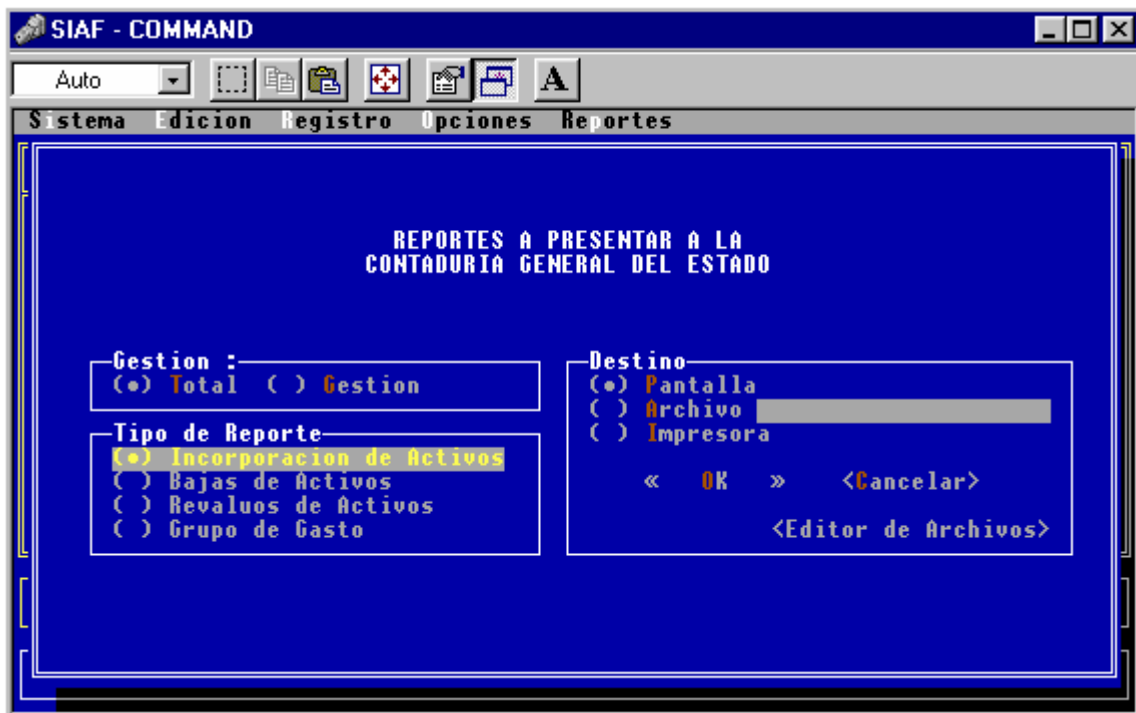 SIAF - COMMAND
Auto
A
Sistema Edicion Registro Opciones Reportes
REPORTES A PRESENTAR A LA
CONTADURIA GENERAL DEL ESTADO
Gestion :
(•) Total ( ) Gestion
Tipo de Reporte
(•) Incorporacion de Activos
( ) Bajas de Activos
( ) Revaluos de Activos
( ) Grupo de Gasto
Destino
(•) Pantalla
( ) Archivo
( ) Impresora
« OK » <Cancelar>
<Editor de Archivos>